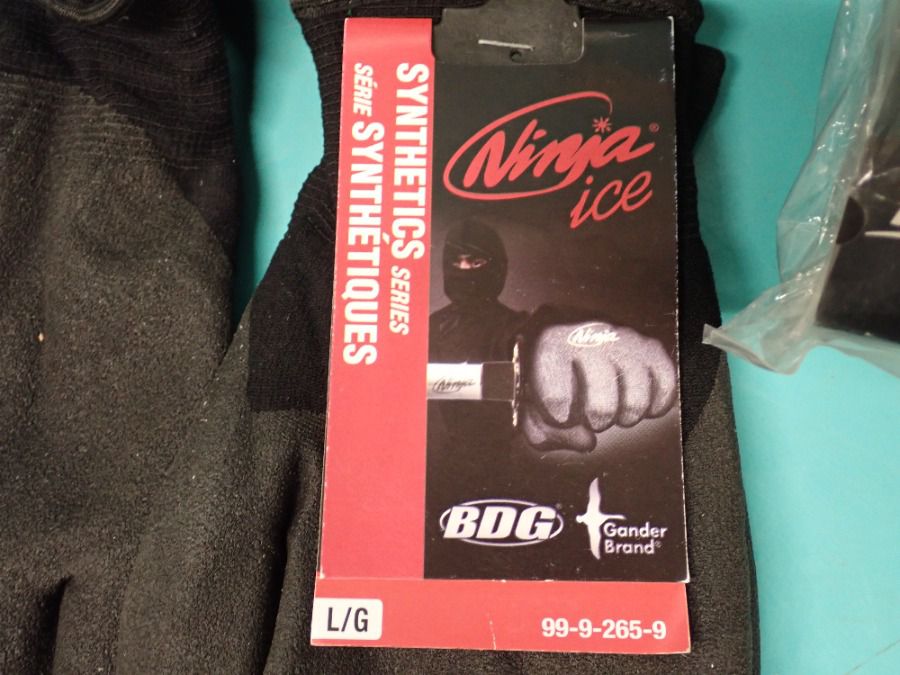 SYNTHETICS SERIES
SÉRIE SYNTHÉTIQUES
Ninja®
ice
Ninja
Ninja
BDG®
Gander
Brand®
L/G
99-9-265-9